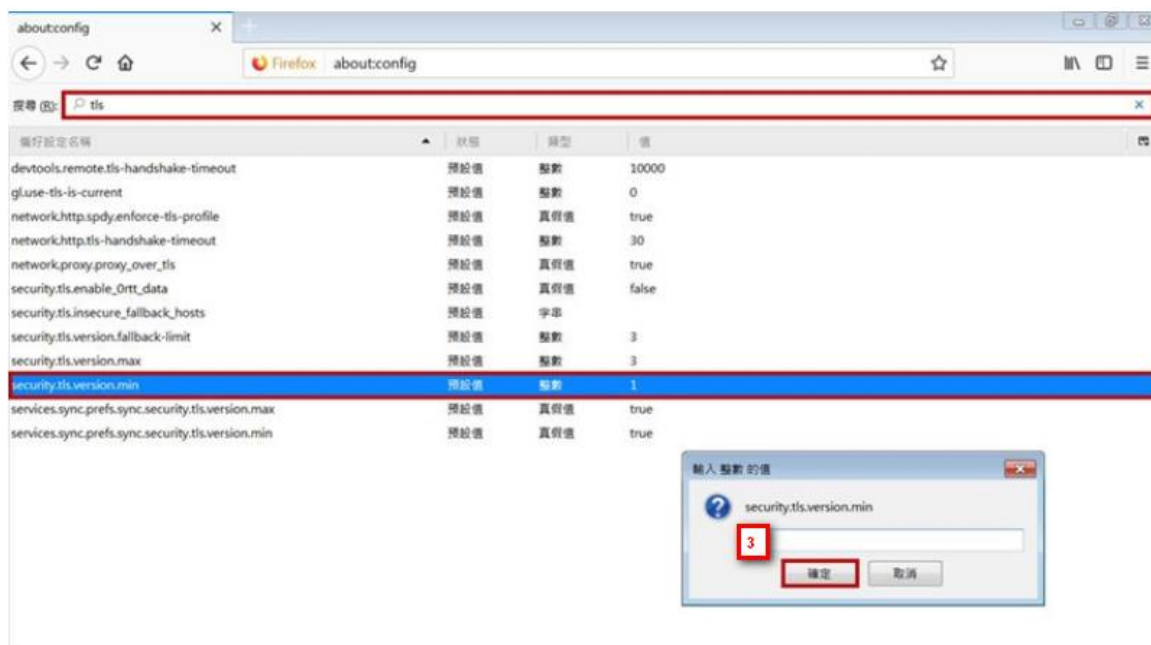 about:config
Firefox about:config
搜尋 (R): tls
偏好設定名稱 狀態 類型 值
devtools.remote.tls-handshake-timeout 預設值 整數 10000
gl.use-tls-is-current 預設值 整數 0
network.http.spdy.enforce-tls-profile 預設值 真假值 true
network.http.tls-handshake-timeout 預設值 整數 30
network.proxy.proxy_over_tls 預設值 真假值 true
security.tls.enable_0rtt_data 預設值 真假值 false
security.tls.insecure_fallback_hosts 預設值 字串
security.tls.version.fallback-limit 預設值 整數 3
security.tls.version.max 預設值 整數 3
security.tls.version.min 預設值 整數 1
services.sync.prefs.sync.security.tls.version.max 預設值 真假值 true
services.sync.prefs.sync.security.tls.version.min 預設值 真假值 true
輸入 整數 的值
security.tls.version.min
3
確定 取消